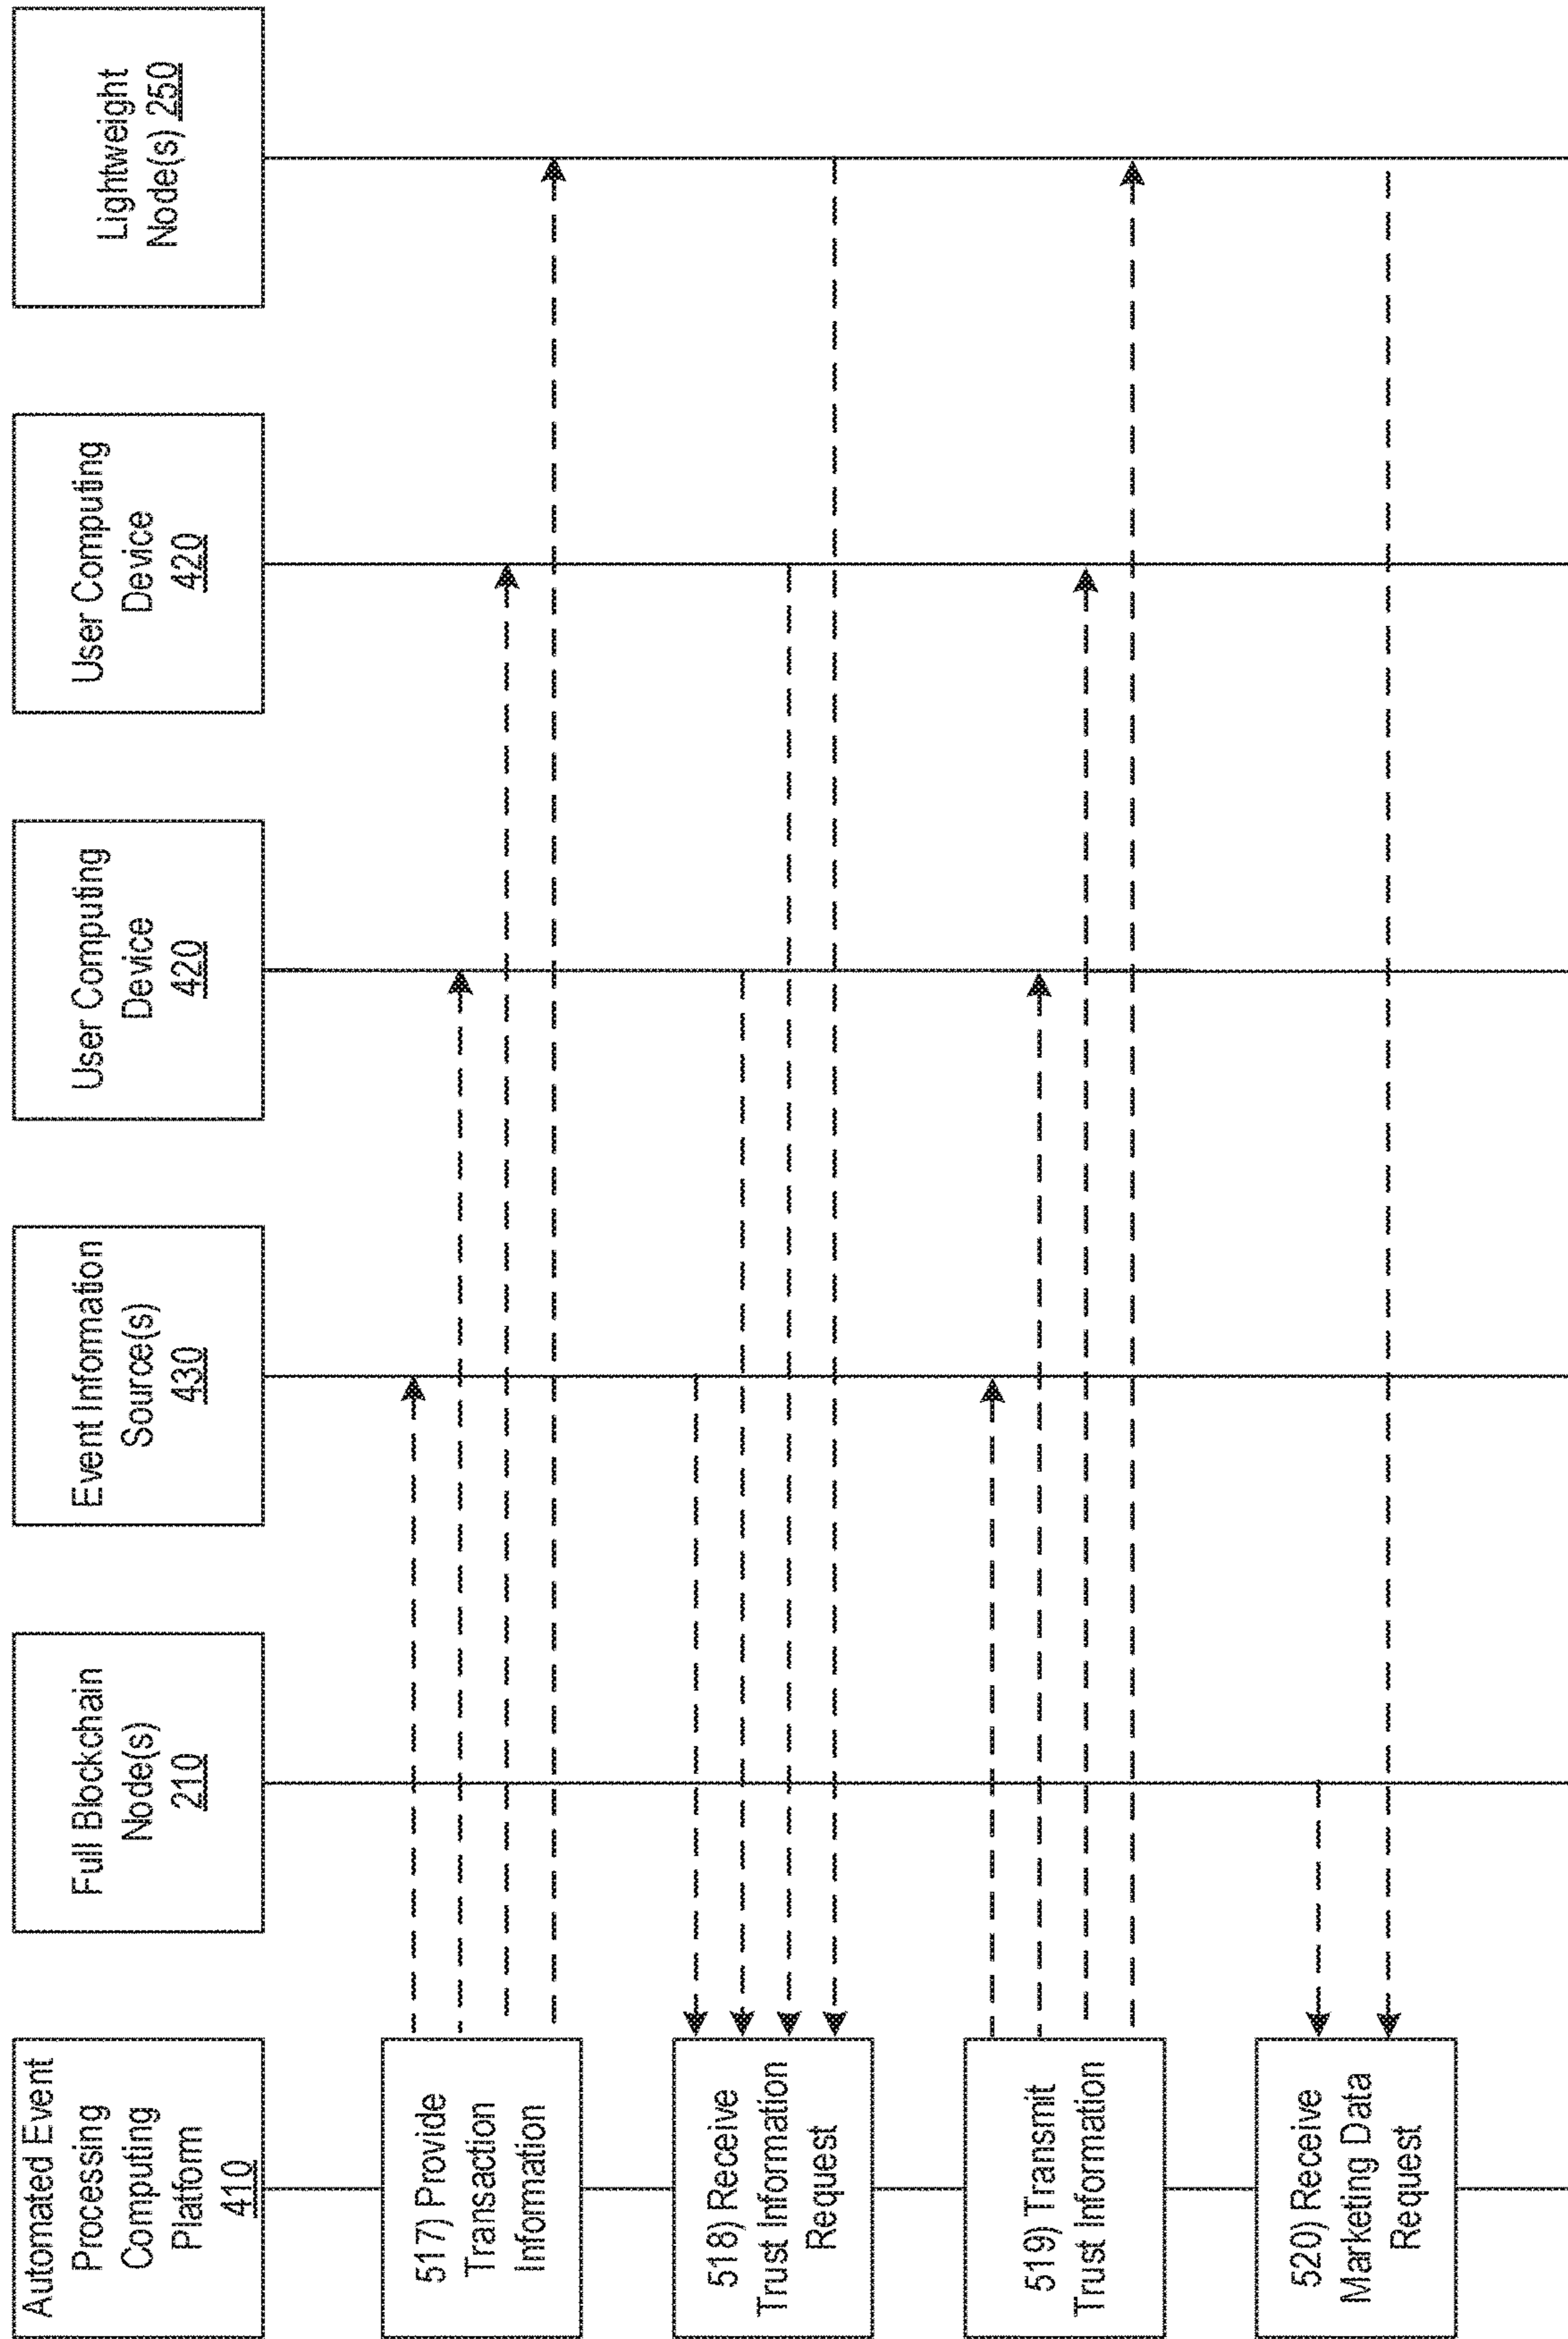 Automated Event
Processing
Computing
Platform
410
Full Blockchain
Node(s)
210
Event Information
Source(s)
430
User Computing
Device
420
User Computing
Device
420
Lightweight
Node(s) 250
517) Provide
Transaction
Information
518) Receive
Trust Information
Request
519) Transmit
Trust Information
520) Receive
Marketing Data
Request